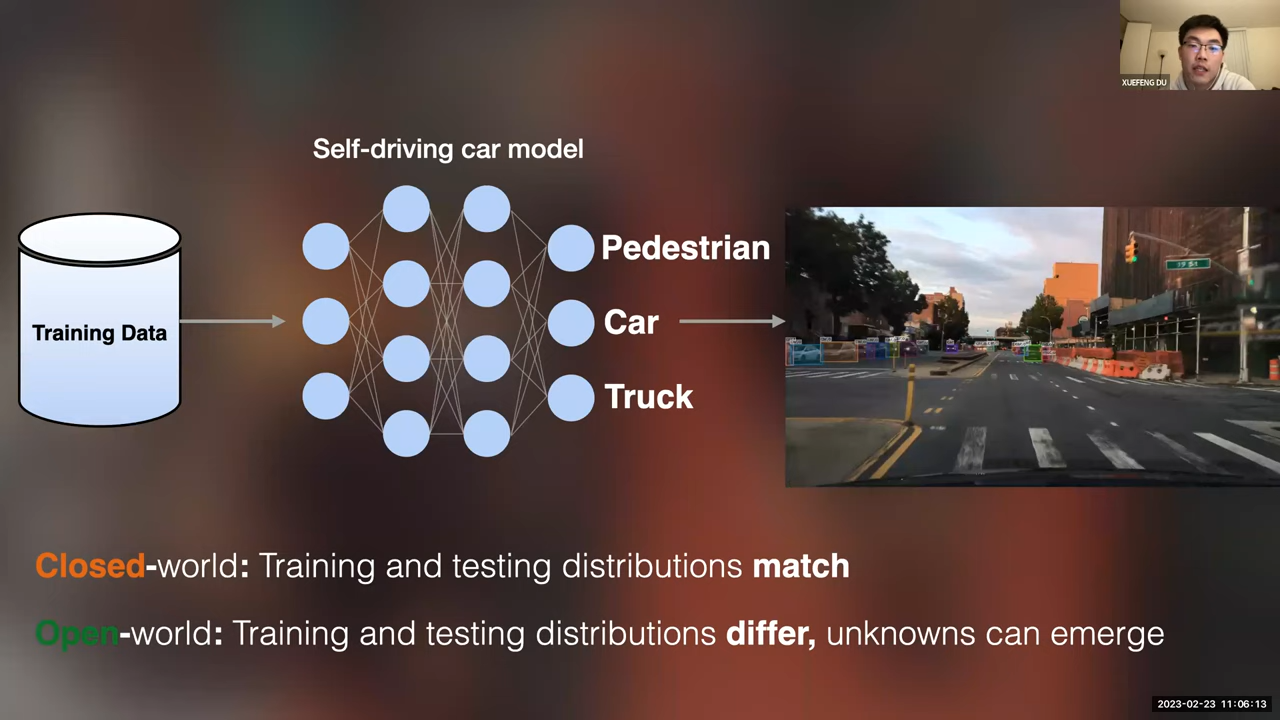 XUEFENG DU
Self-driving car model
Training Data
Pedestrian
Car
Truck
Closed-world: Training and testing distributions match
Open-world: Training and testing distributions differ, unknowns can emerge
2023-02-23 11:06:13